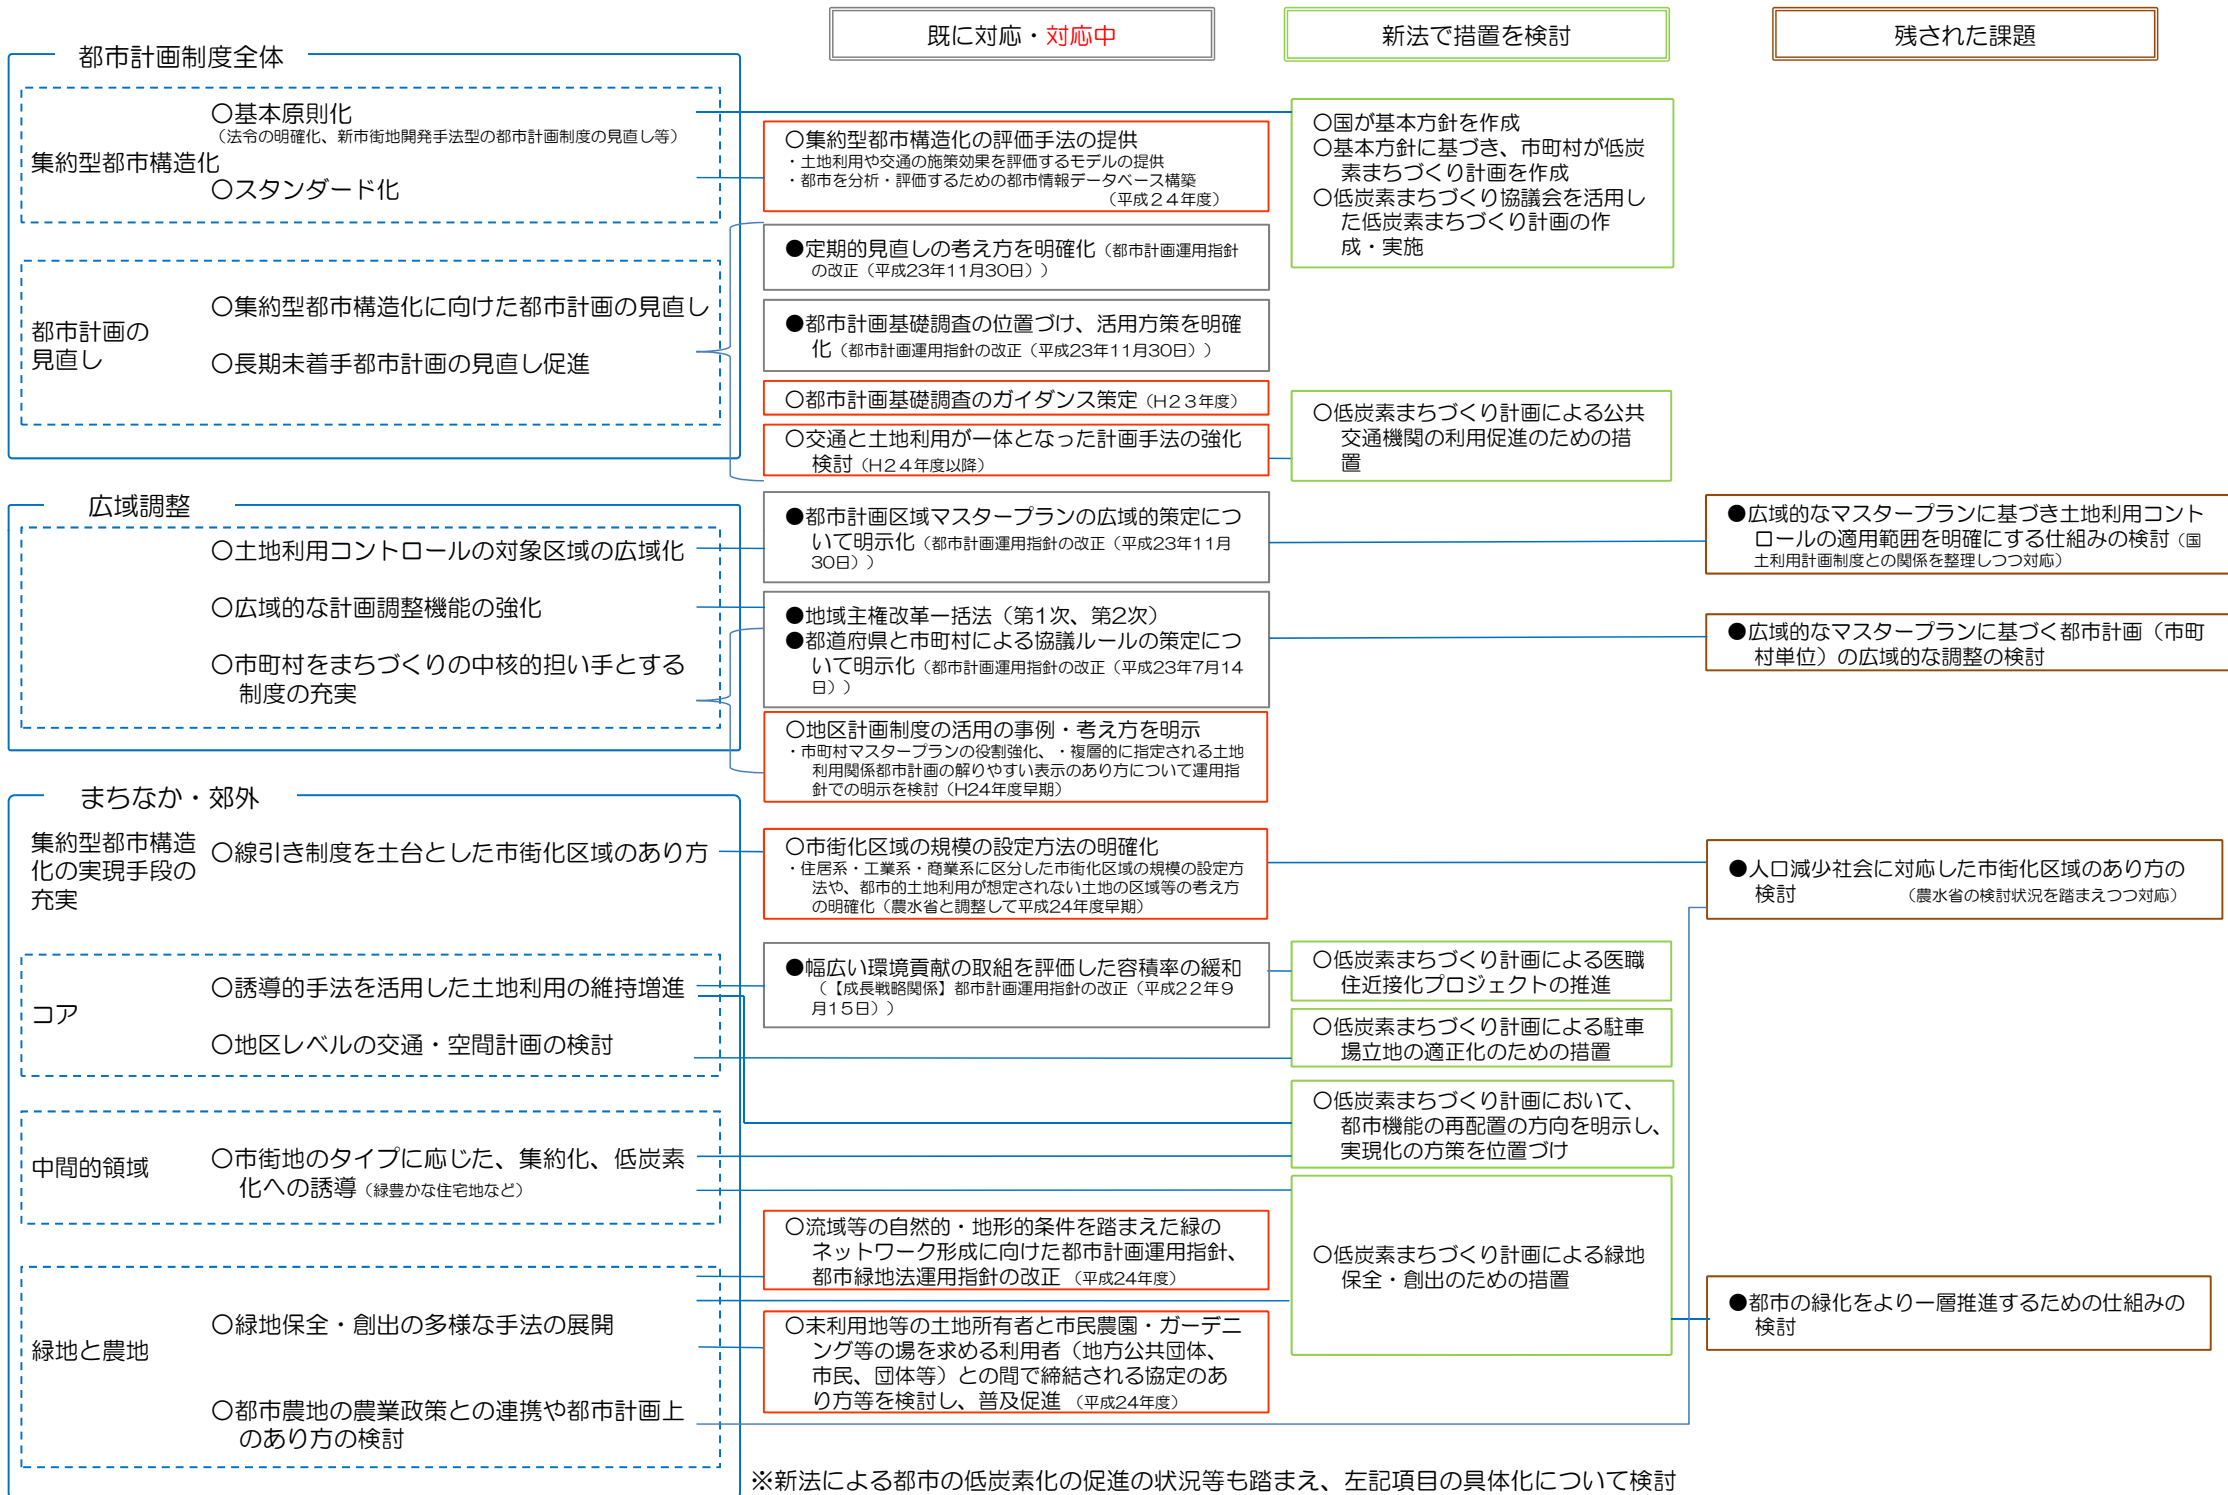 既に対応・対応中
新法で措置を検討
残された課題
都市計画制度全体
集約型都市構造化
〇基本原則化
（法令の明確化、新市街地開発手法型の都市計画制度の見直し等）
〇スタンダード化
都市計画の
見直し
〇集約型都市構造化に向けた都市計画の見直し
〇長期未着手都市計画の見直し促進
〇集約型都市構造化の評価手法の提供
・土地利用や交通の施策効果を評価するモデルの提供
・都市を分析・評価するための都市情報データベース構築
（平成２４年度）
●定期的見直しの考え方を明確化（都市計画運用指針
の改正（平成23年11月30日））
●都市計画基礎調査の位置づけ、活用方策を明確
化（都市計画運用指針の改正（平成23年11月30日））
〇都市計画基礎調査のガイダンス策定（H２３年度）
〇交通と土地利用が一体となった計画手法の強化
検討（H２４年度以降）
〇国が基本方針を作成
〇基本方針に基づき、市町村が低炭
素まちづくり計画を作成
〇低炭素まちづくり協議会を活用し
た低炭素まちづくり計画の作
成・実施
〇低炭素まちづくり計画による公共
交通機関の利用促進のための措
置
広域調整
〇土地利用コントロールの対象区域の広域化
〇広域的な計画調整機能の強化
〇市町村をまちづくりの中核的担い手とする
制度の充実
●都市計画区域マスタープランの広域的策定につ
いて明示化（都市計画運用指針の改正（平成23年11月
30日））
●地域主権改革一括法（第1次、第2次）
●都道府県と市町村による協議ルールの策定につ
いて明示化（都市計画運用指針の改正（平成23年7月14
日））
〇地区計画制度の活用の事例・考え方を明示
・市町村マスタープランの役割強化、・複層的に指定される土地
利用関係都市計画の解りやすい表示のあり方について運用指
針での明示を検討（H24年度早期）
●広域的なマスタープランに基づき土地利用コント
ロールの適用範囲を明確にする仕組みの検討（国
土利用計画制度との関係を整理しつつ対応）
●広域的なマスタープランに基づく都市計画（市町
村単位）の広域的な調整の検討
まちなか・郊外
集約型都市構造
化の実現手段の
充実
〇線引き制度を土台とした市街化区域のあり方
〇市街化区域の規模の設定方法の明確化
・住居系・工業系・商業系に区分した市街化区域の規模の設定方
法や、都市的土地利用が想定されない土地の区域等の考え方
の明確化（農水省と調整して平成24年度早期）
●人口減少社会に対応した市街化区域のあり方の
検討 （農水省の検討状況を踏まえつつ対応）
コア
〇誘導的手法を活用した土地利用の維持増進
〇地区レベルの交通・空間計画の検討
●幅広い環境貢献の取組を評価した容積率の緩和
（【成長戦略関係】都市計画運用指針の改正（平成２２年９
月１５日））
〇低炭素まちづくり計画による医職
住近接化プロジェクトの推進
〇低炭素まちづくり計画による駐車
場立地の適正化のための措置
〇低炭素まちづくり計画において、
都市機能の再配置の方向を明示し、
実現化の方策を位置づけ
中間的領域
〇市街地のタイプに応じた、集約化、低炭素
化への誘導（緑豊かな住宅地など）
〇流域等の自然的・地形的条件を踏まえた緑の
ネットワーク形成に向けた都市計画運用指針、
都市緑地法運用指針の改正 （平成24年度）
〇低炭素まちづくり計画による緑地
保全・創出のための措置
緑地と農地
〇緑地保全・創出の多様な手法の展開
〇都市農地の農業政策との連携や都市計画上
のあり方の検討
〇未利用地等の土地所有者と市民農園・ガーデニ
ング等の場を求める利用者（地方公共団体、
市民、団体等）との間で締結される協定のあ
り方等を検討し、普及促進 （平成24年度）
●都市の緑化をより一層推進するための仕組みの
検討
※新法による都市の低炭素化の促進の状況等も踏まえ、左記項目の具体化について検討